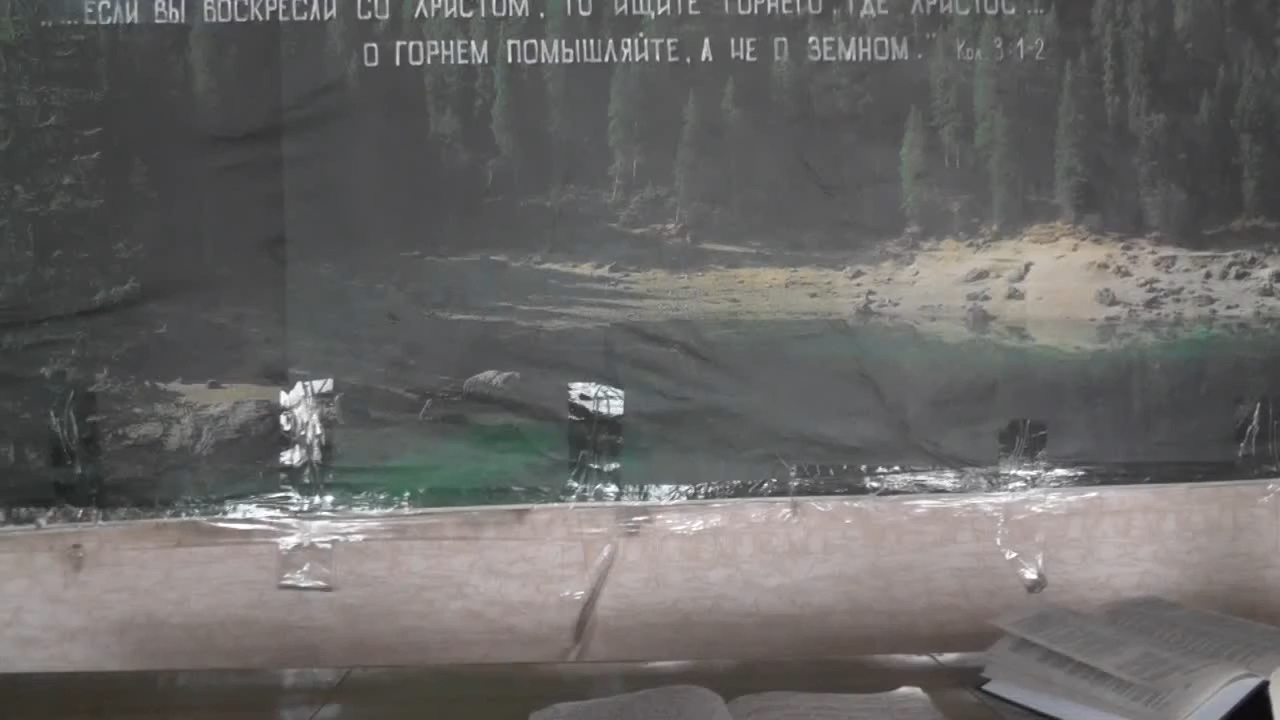 „...ЕСЛИ ВЫ ВОСКРЕСЛИ СО ХРИСТОМ, ТО ИЩИТЕ ГОРНЕГО, ГДЕ ХРИСТОС...
О ГОРНЕМ ПОМЫШЛЯЙТЕ, А НЕ О ЗЕМНОМ." Кол. 3:1-2